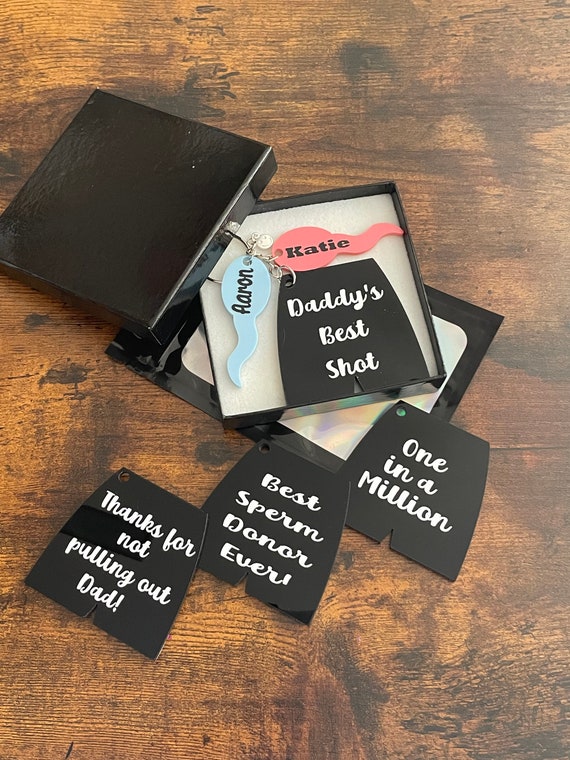 Katie
Aaron
Daddy's
Best
Shot
One
in a
Million
Best
Sperm
Donor
Ever!
Thanks for
not
pulling out
Dad!